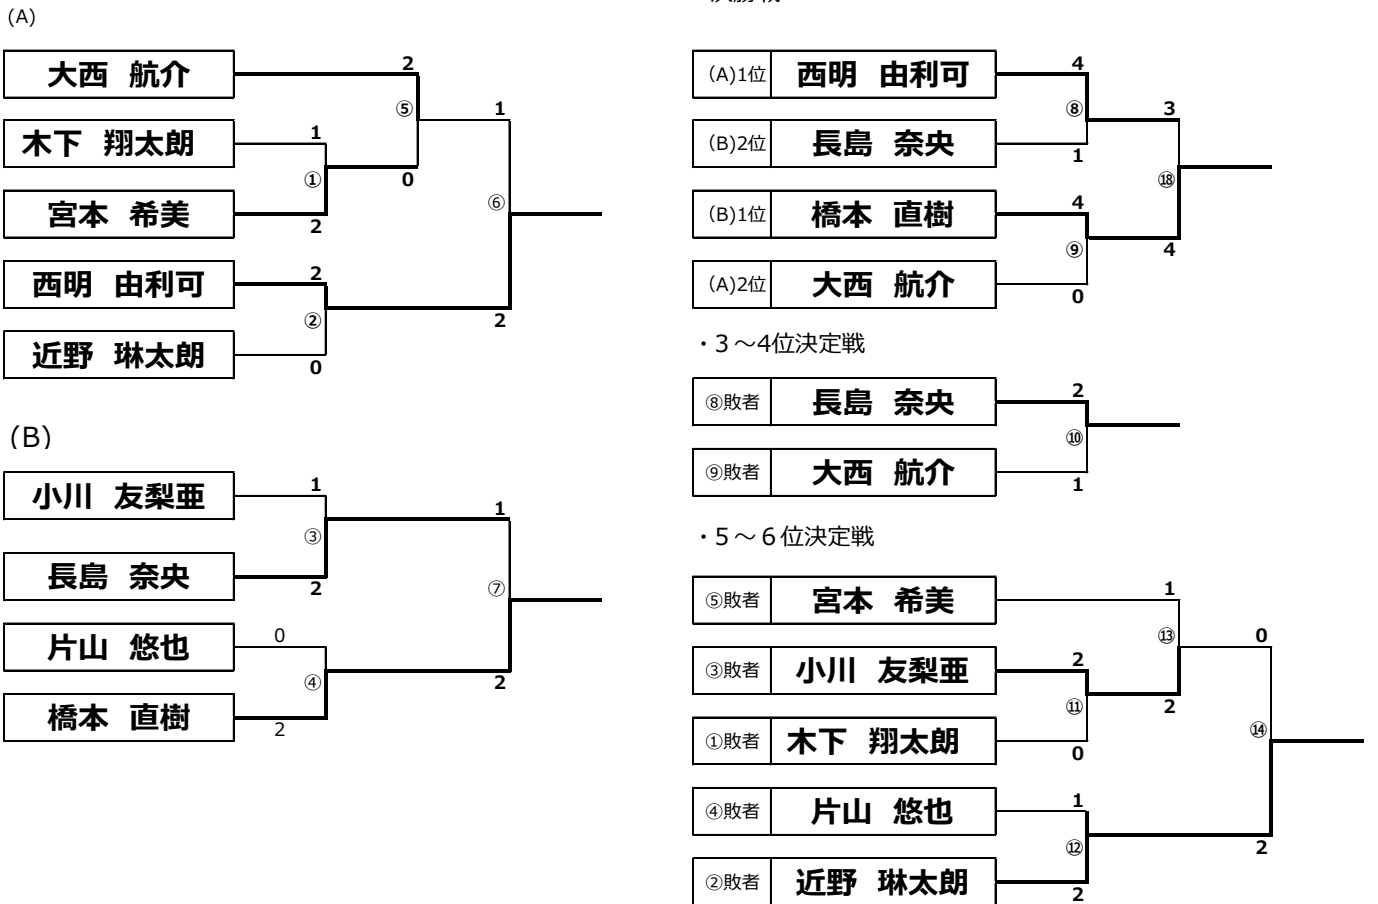 (A)
大西 航介
2
⑤
1
木下 翔太朗
1
①
0
宮本 希美
2
⑥
西明 由利可
2
②
2
近野 琳太朗
0
(B)
小川 友梨亜
1
③
1
長島 奈央
2
⑦
片山 悠也
0
④
2
橋本 直樹
2
(A)1位 西明 由利可
4
⑧
3
(B)2位 長島 奈央
1
⑱
(B)1位 橋本 直樹
4
⑨
4
(A)2位 大西 航介
0
・3～4位決定戦
⑧敗者 長島 奈央
2
⑩
⑨敗者 大西 航介
1
・5～6位決定戦
⑤敗者 宮本 希美
1
⑬
0
③敗者 小川 友梨亜
2
⑪
2
①敗者 木下 翔太朗
0
⑭
④敗者 片山 悠也
1
⑫
2
②敗者 近野 琳太朗
2